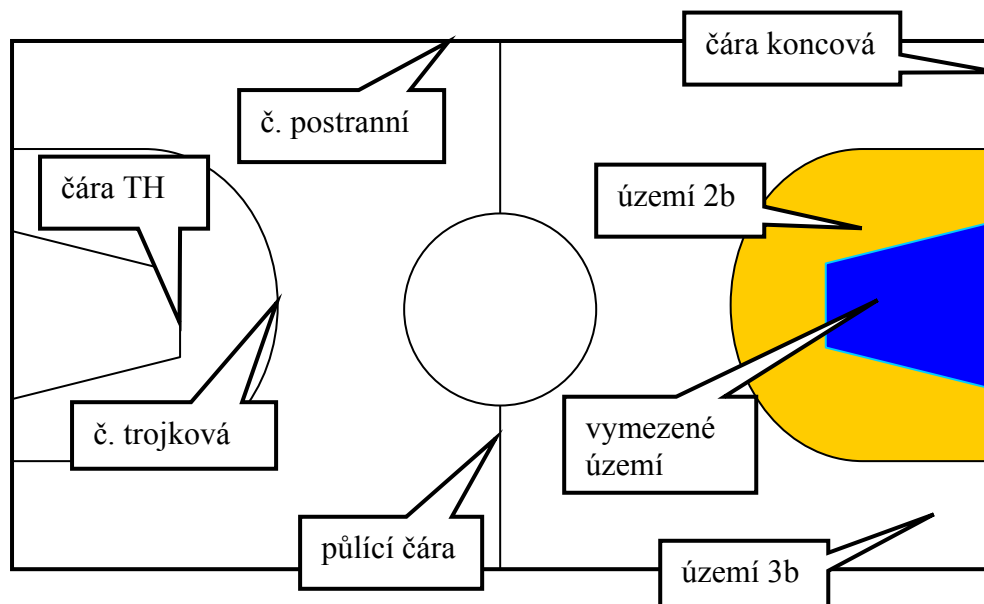 čára koncová
č. postranní
čára TH
území 2b
č. trojková
vymezené
území
půlící čára
území 3b